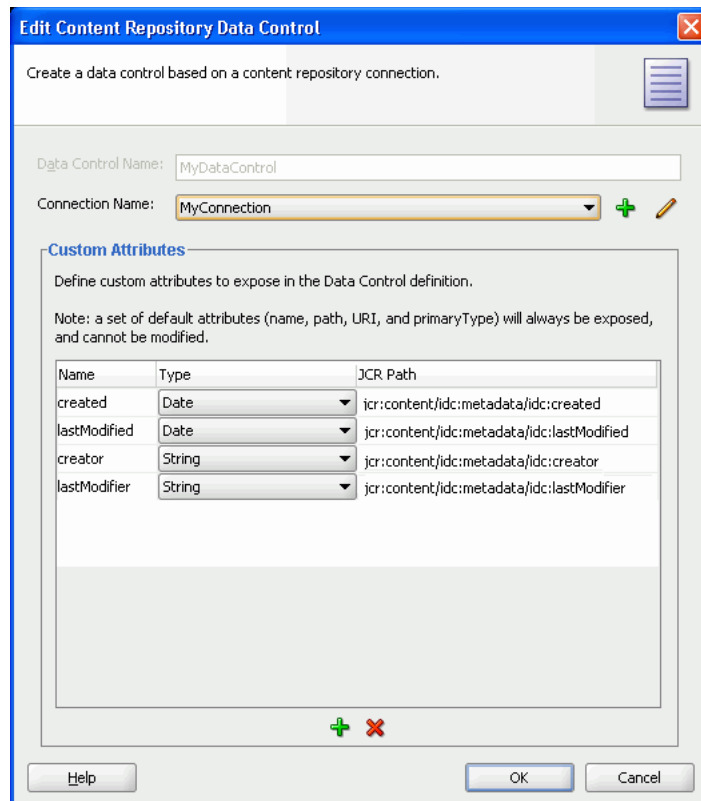 Edit Content Repository Data Control
Create a data control based on a content repository connection.
Data Control Name: MyDataControl
Connection Name: MyConnection
Custom Attributes
Define custom attributes to expose in the Data Control definition.
Note: a set of default attributes (name, path, URI, and primaryType) will always be exposed,
and cannot be modified.
Name Type JCR Path
created Date jcr:content/idc:metadata/idc:created
lastModified Date jcr:content/idc:metadata/idc:lastModified
creator String jcr:content/idc:metadata/idc:creator
lastModifier String jcr:content/idc:metadata/idc:lastModifier
Help OK Cancel